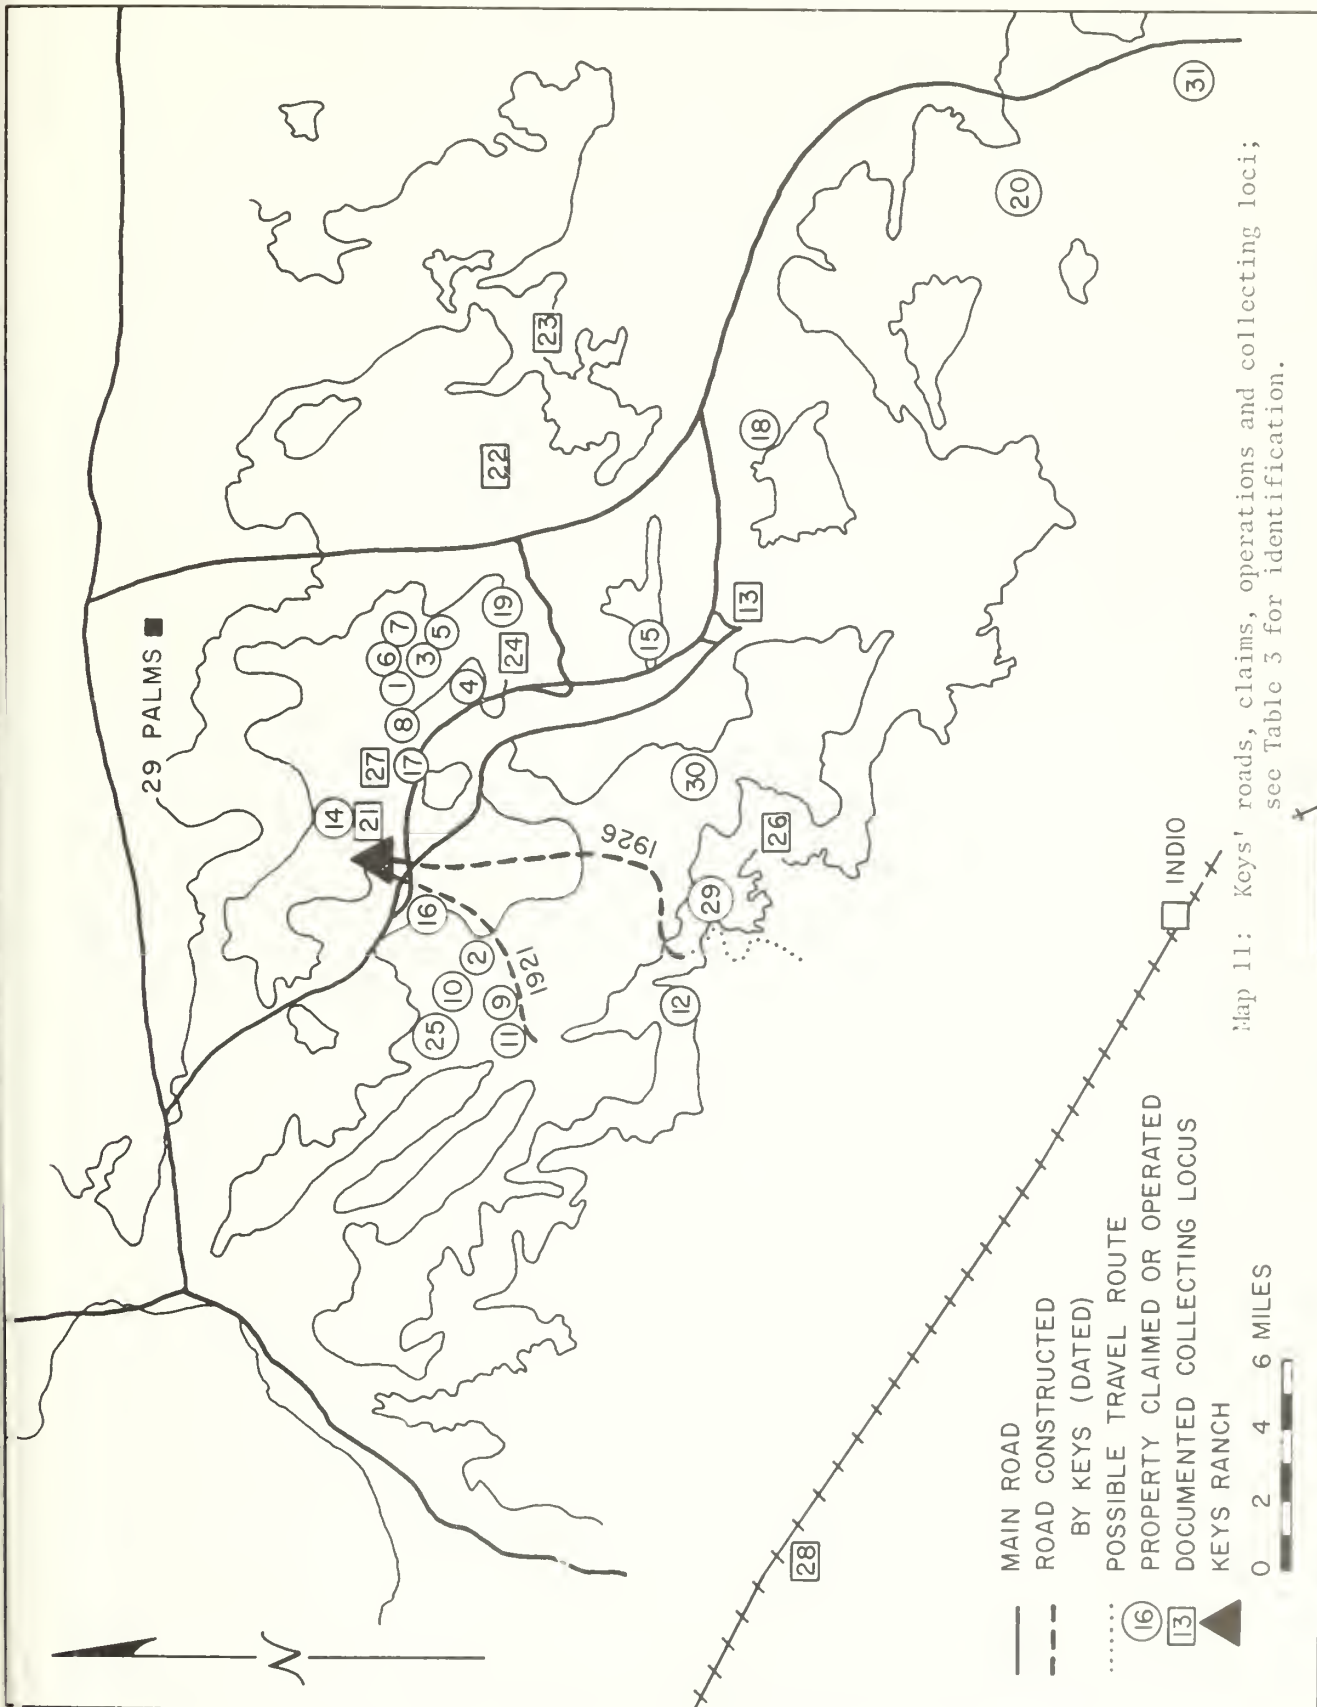 29 PALMS
1
2
3
4
5
6
7
8
9
10
11
12
13
14
15
16
17
18
19
20
21
22
23
24
25
26
27
28
29
30
31
1921
1926
INDIO
N
MAIN ROAD
ROAD CONSTRUCTED
BY KEYS (DATED)
POSSIBLE TRAVEL ROUTE
16 PROPERTY CLAIMED OR OPERATED
13 DOCUMENTED COLLECTING LOCUS
KEYS RANCH
0 2 4 6 MILES
Map 11: Keys' roads, claims, operations and collecting loci;
see Table 3 for identification.